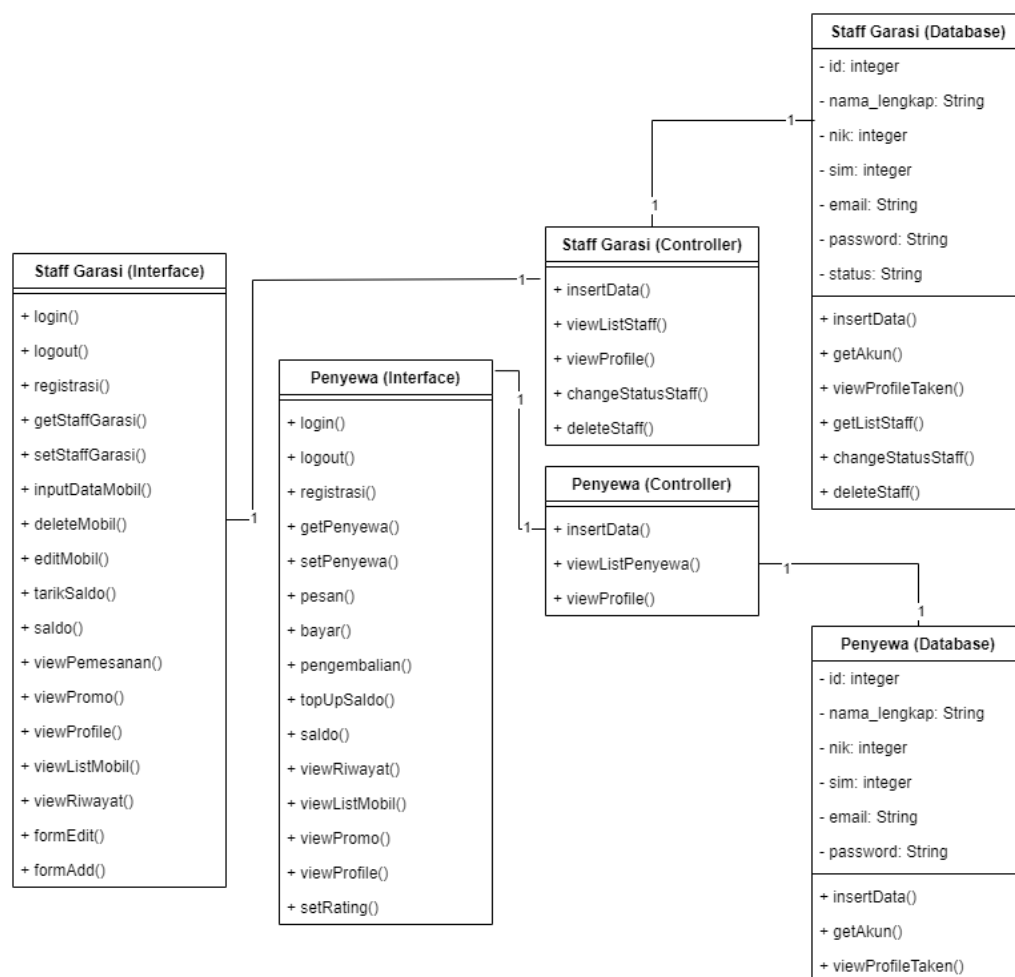 Staff Garasi (Database)
- id: integer
- nama_lengkap: String
- nik: integer
- sim: integer
- email: String
- password: String
- status: String
+ insertData()
+ getAkun()
+ viewProfileTaken()
+ getListStaff()
+ changeStatusStaff()
+ deleteStaff()
1
1
Staff Garasi (Controller)
+ insertData()
+ viewListStaff()
+ viewProfile()
+ changeStatusStaff()
+ deleteStaff()
1
1
Staff Garasi (Interface)
+ login()
+ logout()
+ registrasi()
+ getStaffGarasi()
+ setStaffGarasi()
+ inputDataMobil()
+ deleteMobil()
+ editMobil()
+ tarikSaldo()
+ saldo()
+ viewPemesanan()
+ viewPromo()
+ viewProfile()
+ viewListMobil()
+ viewRiwayat()
+ formEdit()
+ formAdd()
Penyewa (Interface)
+ login()
+ logout()
+ registrasi()
+ getPenyewa()
+ setPenyewa()
+ pesan()
+ bayar()
+ pengembalian()
+ topUpSaldo()
+ saldo()
+ viewRiwayat()
+ viewListMobil()
+ viewPromo()
+ viewProfile()
+ setRating()
1
1
Penyewa (Controller)
+ insertData()
+ viewListPenyewa()
+ viewProfile()
1
1
Penyewa (Database)
- id: integer
- nama_lengkap: String
- nik: integer
- sim: integer
- email: String
- password: String
+ insertData()
+ getAkun()
+ viewProfileTaken()